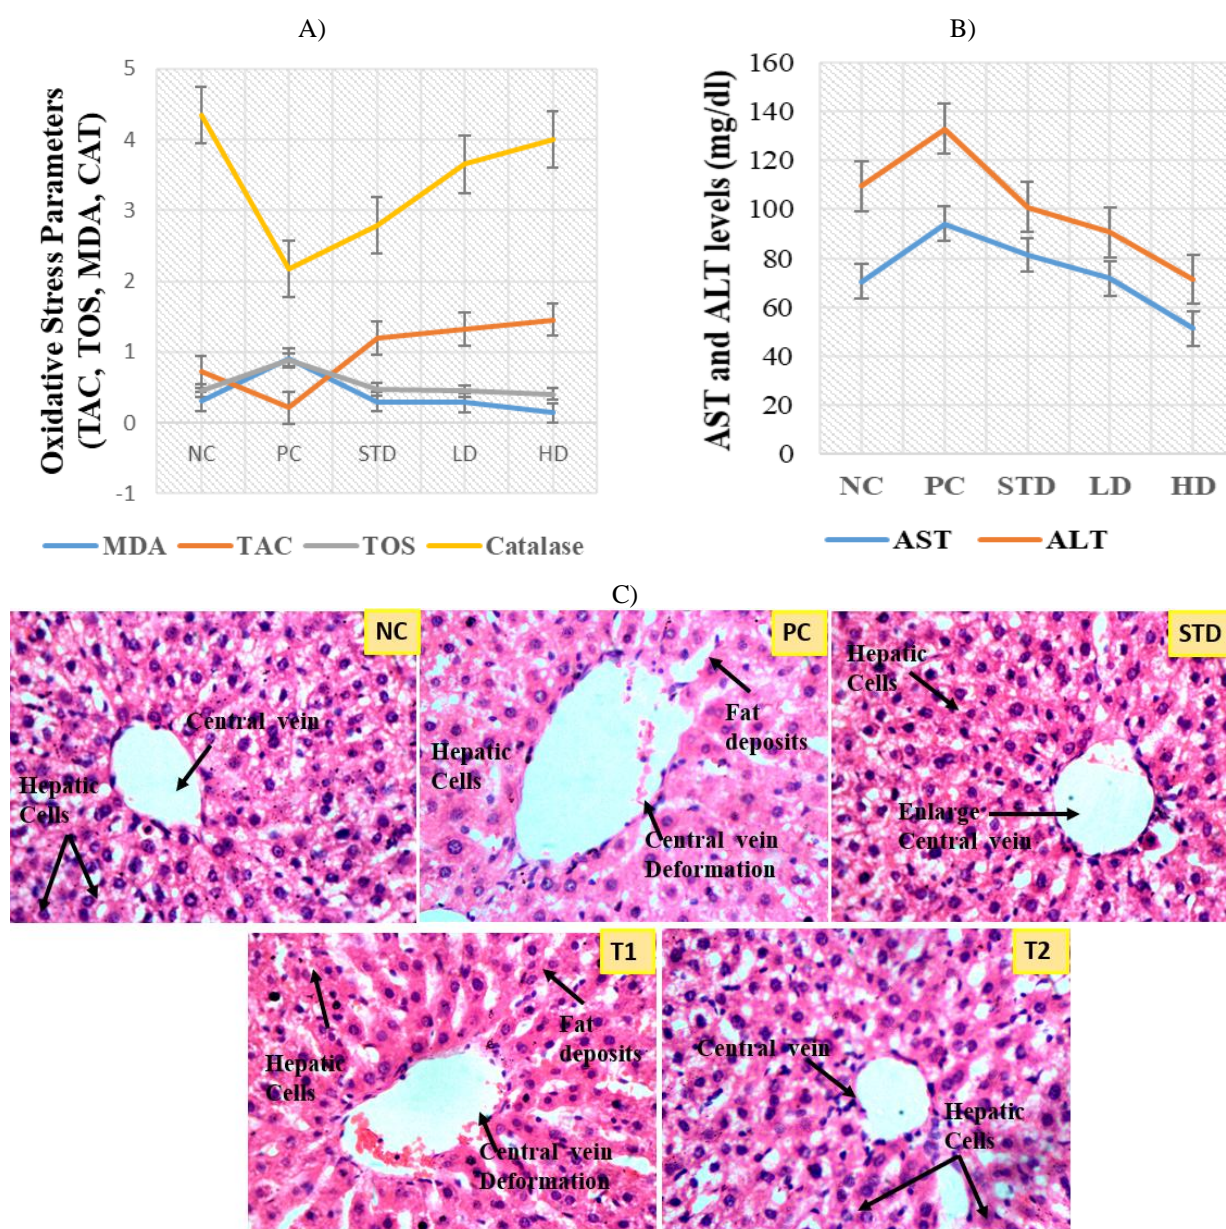 A)
Oxidative Stress Parameters
(TAC, TOS, MDA, CAT)
5
4
3
2
1
0
-1
NC PC STD LD HD
MDA TAC TOS Catalase
B)
AST and ALT levels (mg/dl)
160
140
120
100
80
60
40
20
0
NC PC STD LD HD
AST ALT
C)
NC
Central vein
Hepatic
Cells
PC
Fat
deposits
Hepatic
Cells
Central vein
Deformation
STD
Hepatic
Cells
Enlarge
Central vein
T1
Fat
deposits
Hepatic
Cells
Central vein
Deformation
T2
Central vein
Hepatic
Cells